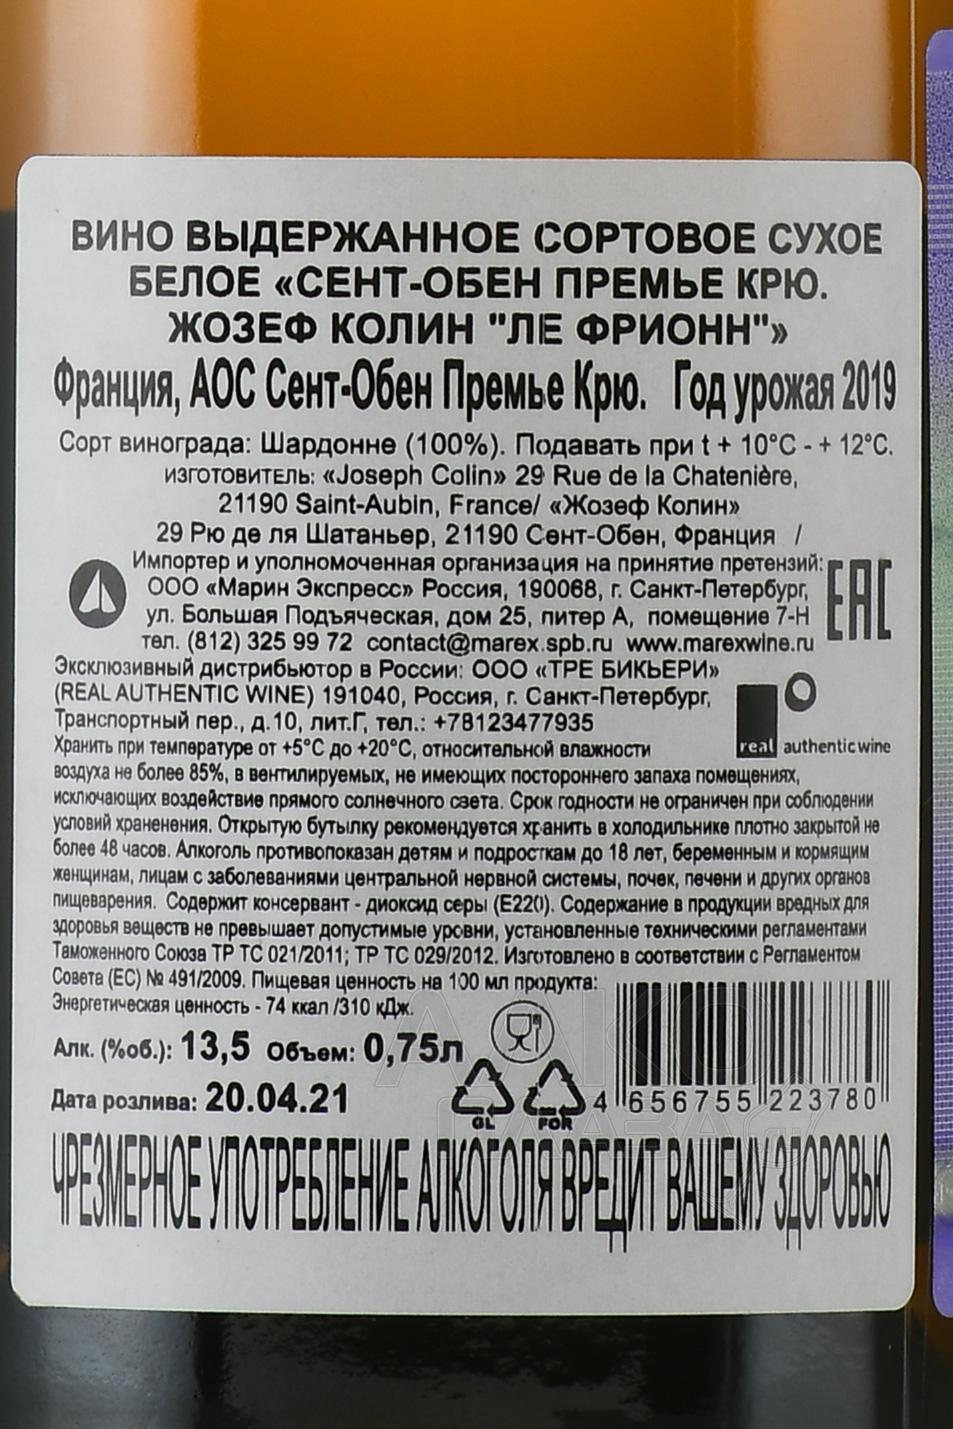 ВИНО ВЫДЕРЖАННОЕ СОРТОВОЕ СУХОЕ
БЕЛОЕ «СЕНТ-ОБЕН ПРЕМЬЕ КРЮ.
ЖОЗЕФ КОЛИН "ЛЕ ФРИОНН"»
Франция, АОС Сент-Обен Премье Крю. Год урожая 2019
Сорт винограда: Шардонне (100%). Подавать при t + 10°C - + 12°C.
изготовитель: «Joseph Colin» 29 Rue de la Chatenière,
21190 Saint-Aubin, France/ «Жозеф Колин»
29 Рю де ля Шатаньер, 21190 Сент-Обен, Франция /
Импортер и уполномоченная организация на принятие претензий:
ООО «Марин Экспресс» Россия, 190068, г. Санкт-Петербург,
ул. Большая Подъяческая, дом 25, литер А, помещение 7-Н
тел. (812) 325 99 72 contact@marex.spb.ru www.marexwine.ru
EAC
Эксклюзивный дистрибьютор в России: ООО «ТРЕ БИКЬЕРИ»
(REAL AUTHENTIC WINE) 191040, Россия, г. Санкт-Петербург,
Транспортный пер., д.10, лит.Г, тел.: +78123477935
real authentic wine
Хранить при температуре от +5°С до +20°С, относительной влажности
воздуха не более 85%, в вентилируемых, не имеющих постороннего запаха помещениях,
исключающих воздействие прямого солнечного света. Срок годности не ограничен при соблюдении
условий храненения. Открытую бутылку рекомендуется хранить в холодильнике плотно закрытой не
более 48 часов. Алкоголь противопоказан детям и подросткам до 18 лет, беременным и кормящим
женщинам, лицам с заболеваниями центральной нервной системы, почек, печени и других органов
пищеварения. Содержит консервант - диоксид серы (Е220). Содержание в продукции вредных для
здоровья веществ не превышает допустимые уровни, установленные техническими регламентами
Таможенного Союза ТР ТС 021/2011; ТР ТС 029/2012. Изготовлено в соответствии с Регламентом
Совета (ЕС) № 491/2009. Пищевая ценность на 100 мл продукта:
Энергетическая ценность - 74 ккал /310 кДж.
Алк. (%об.): 13,5 Объем: 0,75л
Дата розлива: 20.04.21
GL FOR
4 656755 223780
ЧРЕЗМЕРНОЕ УПОТРЕБЛЕНИЕ АЛКОГОЛЯ ВРЕДИТ ВАШЕМУ ЗДОРОВЬЮ